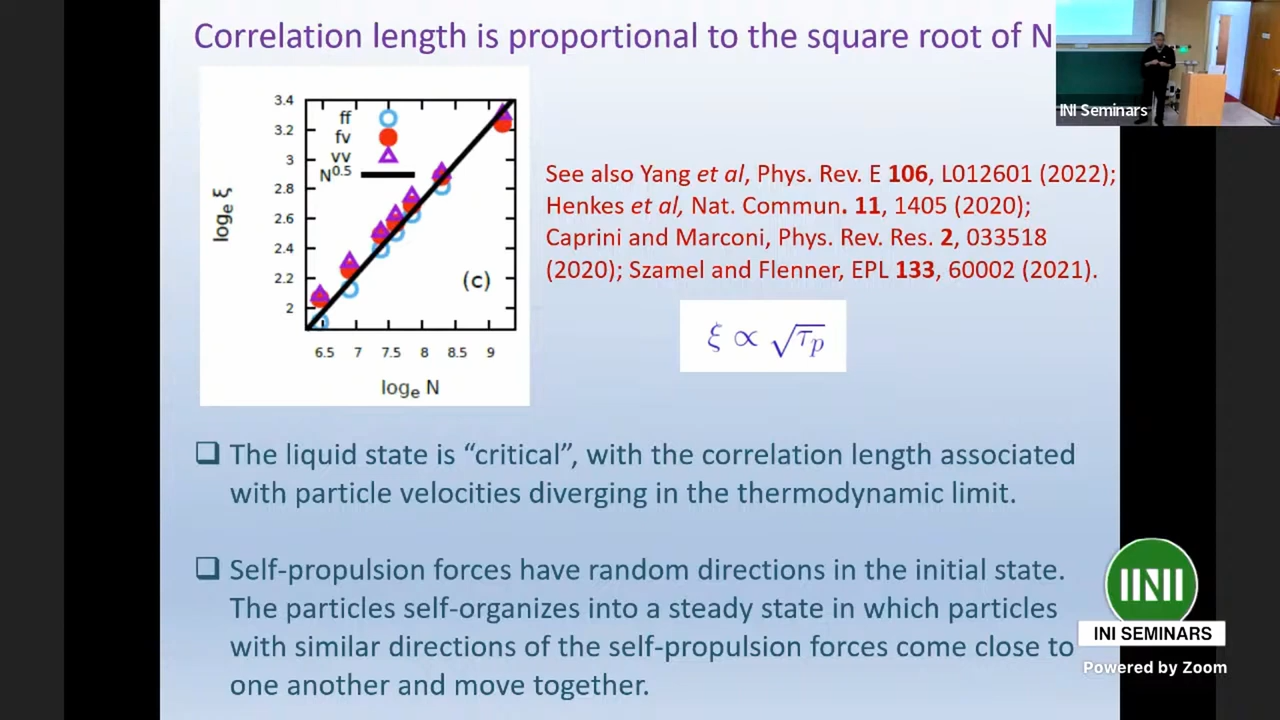 Correlation length is proportional to the square root of N
INI Seminars
3.4
3.2
3
2.8
2.6
2.4
2.2
2
ff
fv
vv
N^0.5
(c)
logₑ ξ
6.5 7 7.5 8 8.5 9
logₑ N
See also Yang et al, Phys. Rev. E 106, L012601 (2022);
Henkes et al, Nat. Commun. 11, 1405 (2020);
Caprini and Marconi, Phys. Rev. Res. 2, 033518
(2020); Szamel and Flenner, EPL 133, 60002 (2021).
ξ ∝ √τₚ
❑ The liquid state is “critical”, with the correlation length associated
with particle velocities diverging in the thermodynamic limit.
❑ Self-propulsion forces have random directions in the initial state.
The particles self-organizes into a steady state in which particles
with similar directions of the self-propulsion forces come close to
one another and move together.
INI
INI SEMINARS
Powered by Zoom